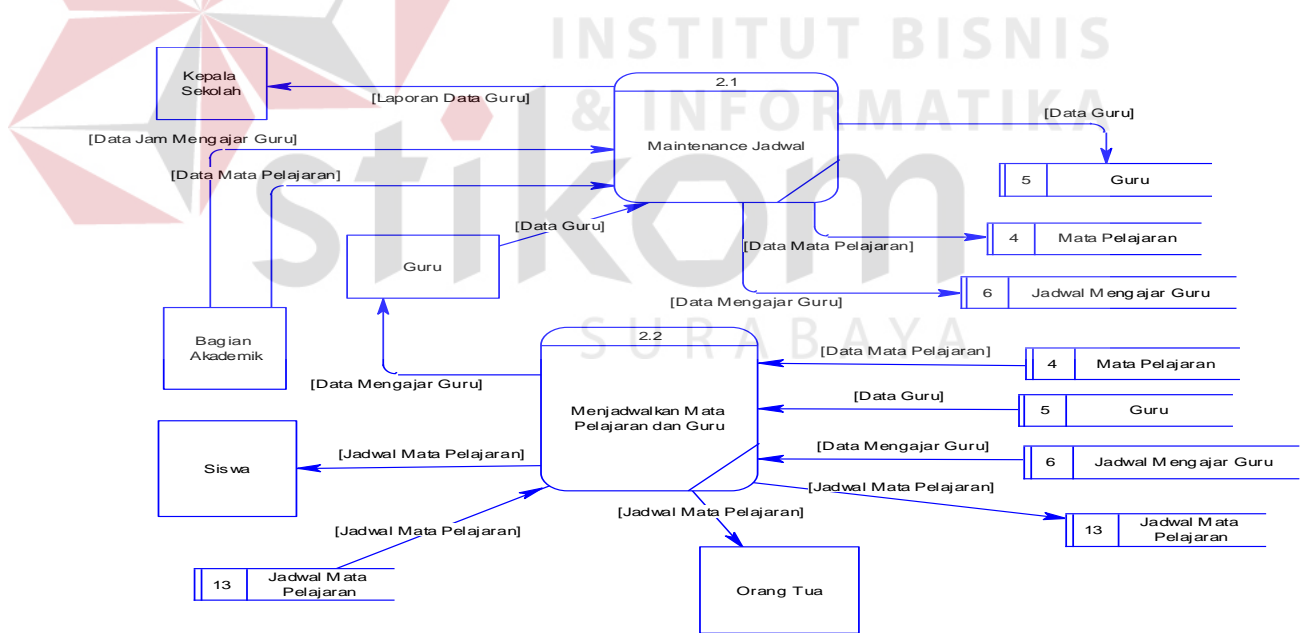 INSTITUT BISNIS
& INFORMATIKA
stikom
SURABAYA
Kepala
Sekolah
[Laporan Data Guru]
2.1
Maintenance Jadwal
[Data Guru]
5 Guru
[Data Jam Mengajar Guru]
[Data Mata Pelajaran]
[Data Guru]
Guru
[Data Mata Pelajaran]
4 Mata Pelajaran
[Data Mengajar Guru]
6 Jadwal Mengajar Guru
Bagian
Akademik
[Data Mengajar Guru]
2.2
Menjadwalkan Mata
Pelajaran dan Guru
[Data Mata Pelajaran]
4 Mata Pelajaran
[Data Guru]
5 Guru
[Data Mengajar Guru]
6 Jadwal Mengajar Guru
Siswa
[Jadwal Mata Pelajaran]
[Jadwal Mata Pelajaran]
13 Jadwal Mata
Pelajaran
[Jadwal Mata Pelajaran]
13 Jadwal Mata
Pelajaran
[Jadwal Mata Pelajaran]
Orang Tua